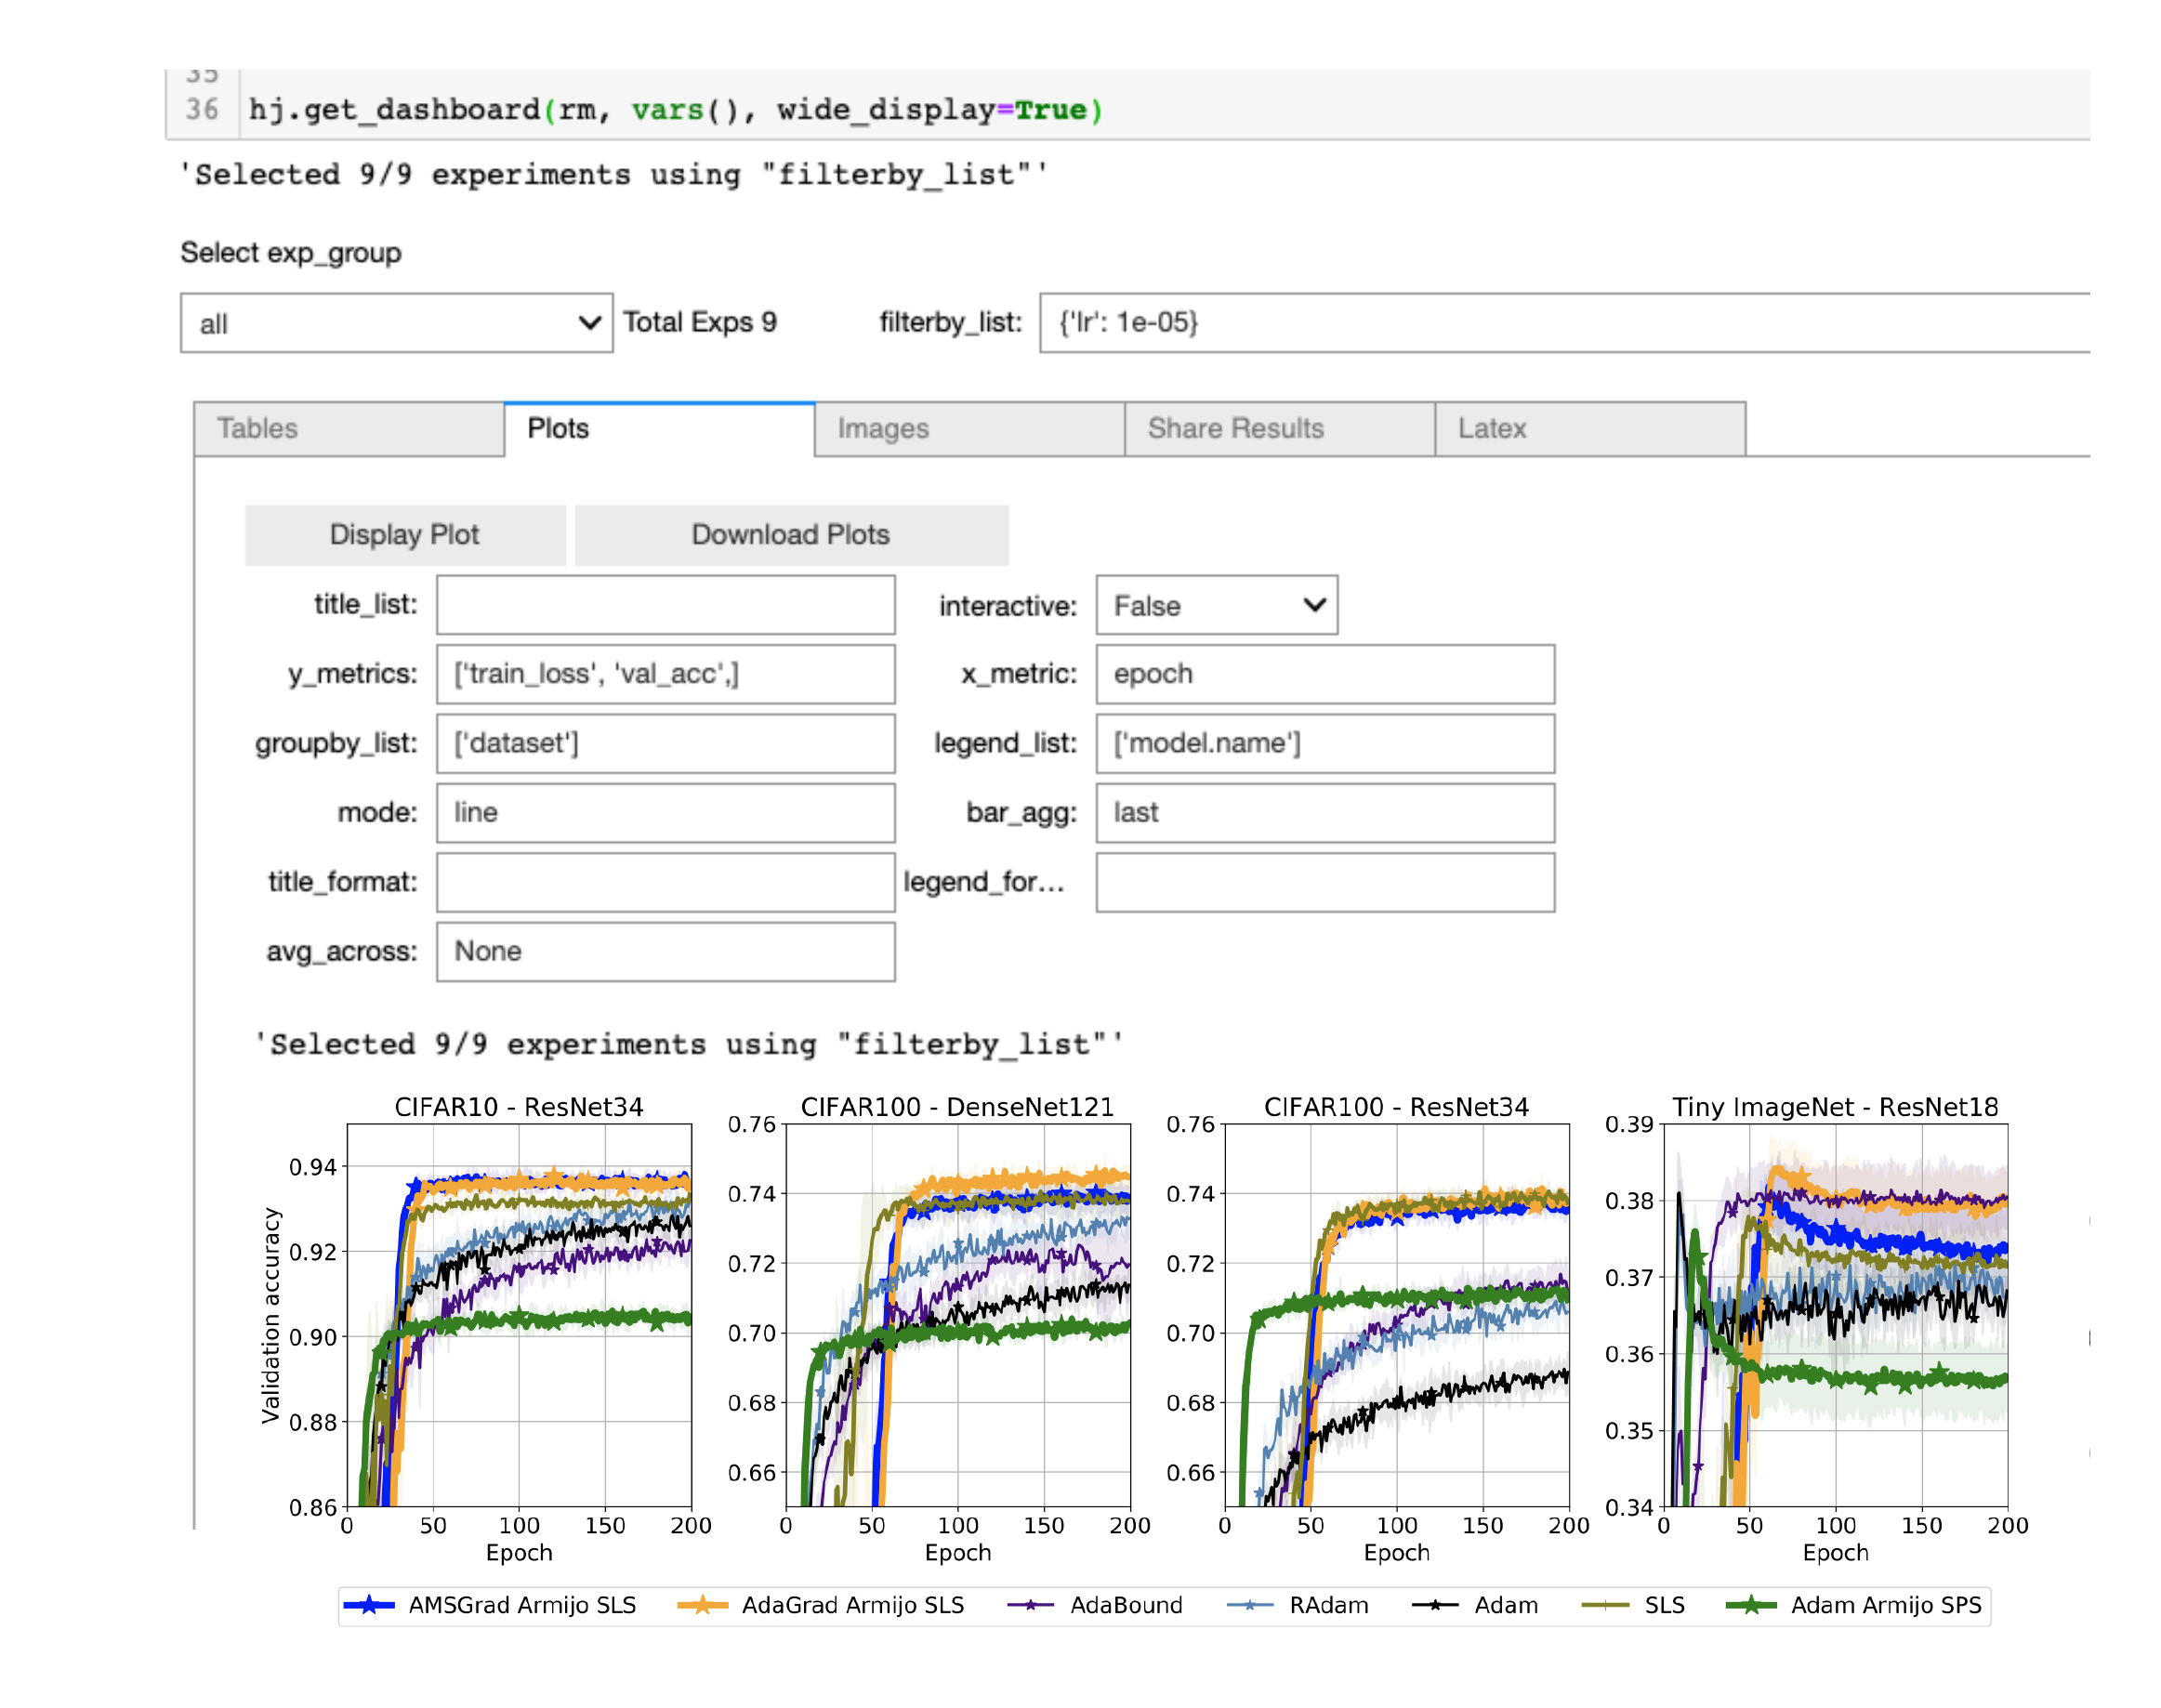 35
36 hj.get_dashboard(rm, vars(), wide_display=True)
'Selected 9/9 experiments using "filterby_list"'
Select exp_group
all Total Exps 9 filterby_list: {'lr': 1e-05}
Tables Plots Images Share Results Latex
Display Plot Download Plots
title_list: interactive: False
y_metrics: ['train_loss', 'val_acc',] x_metric: epoch
groupby_list: ['dataset'] legend_list: ['model.name']
mode: line bar_agg: last
title_format: legend_for...
avg_across: None
'Selected 9/9 experiments using "filterby_list"'
CIFAR10 - ResNet34
Validation accuracy
0.94
0.92
0.90
0.88
0.86
0 50 100 150 200
Epoch
CIFAR100 - DenseNet121
0.76
0.74
0.72
0.70
0.68
0.66
0 50 100 150 200
Epoch
CIFAR100 - ResNet34
0.76
0.74
0.72
0.70
0.68
0.66
0 50 100 150 200
Epoch
Tiny ImageNet - ResNet18
0.39
0.38
0.37
0.36
0.35
0.34
0 50 100 150 200
Epoch
AMSGrad Armijo SLS AdaGrad Armijo SLS AdaBound RAdam Adam SLS Adam Armijo SPS